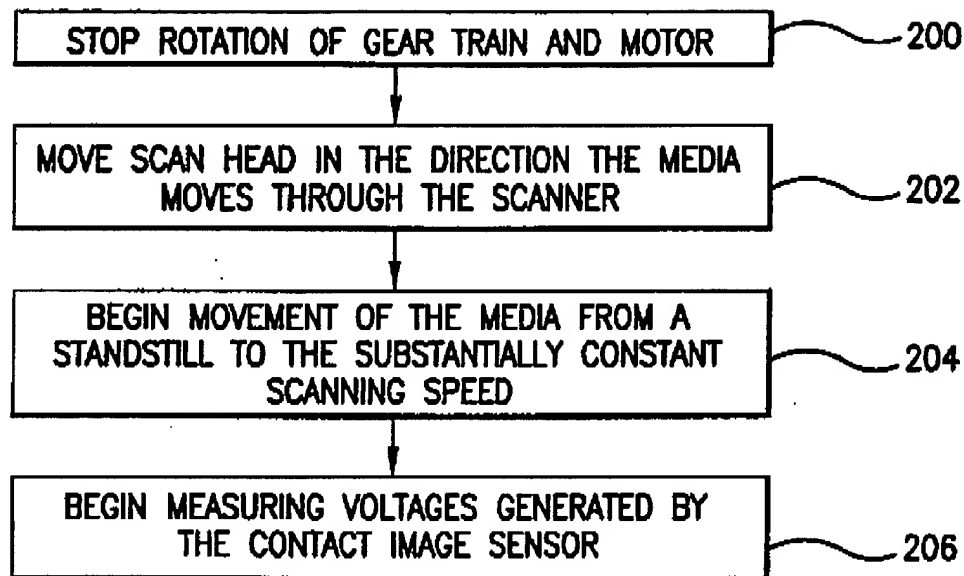 STOP ROTATION OF GEAR TRAIN AND MOTOR
200
MOVE SCAN HEAD IN THE DIRECTION THE MEDIA
MOVES THROUGH THE SCANNER
202
BEGIN MOVEMENT OF THE MEDIA FROM A
STANDSTILL TO THE SUBSTANTIALLY CONSTANT
SCANNING SPEED
204
BEGIN MEASURING VOLTAGES GENERATED BY
THE CONTACT IMAGE SENSOR
206